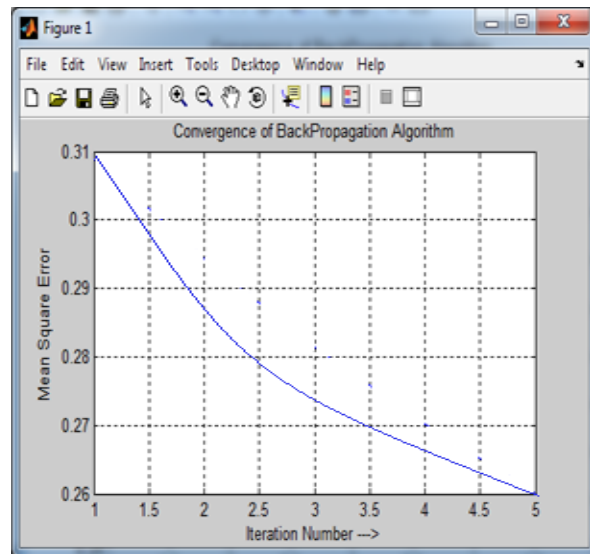 Figure 1
File Edit View Insert Tools Desktop Window Help
Convergence of BackPropagation Algorithm
0.31
0.3
0.29
0.28
0.27
0.26
Mean Square Error
1 1.5 2 2.5 3 3.5 4 4.5 5
Iteration Number --->